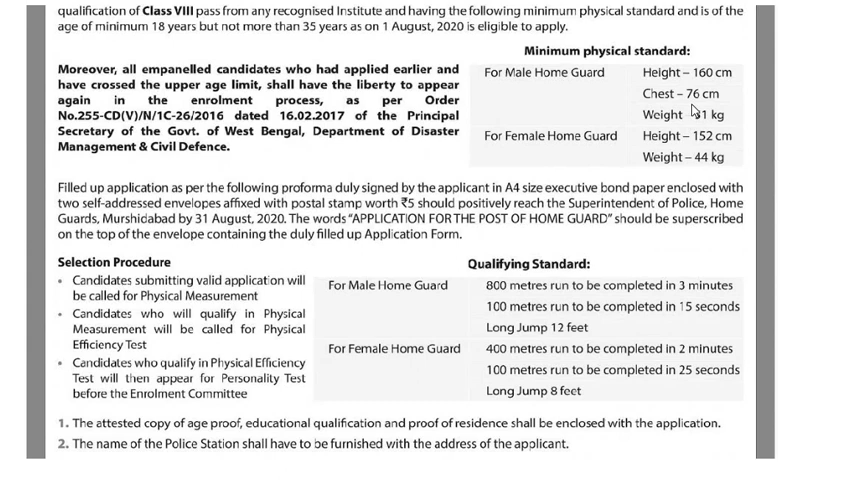 qualification of Class VIII pass from any recognised Institute and having the following minimum physical standard and is of the
age of minimum 18 years but not more than 35 years as on 1 August, 2020 is eligible to apply.
Moreover, all empanelled candidates who had applied earlier and
have crossed the upper age limit, shall have the liberty to appear
again in the enrolment process, as per Order
No.255-CD(V)/N/1C-26/2016 dated 16.02.2017 of the Principal
Secretary of the Govt. of West Bengal, Department of Disaster
Management & Civil Defence.
Minimum physical standard:
For Male Home Guard Height – 160 cm
Chest – 76 cm
Weight kg
For Female Home Guard Height – 152 cm
Weight – 44 kg
Filled up application as per the following proforma duly signed by the applicant in A4 size executive bond paper enclosed with
two self-addressed envelopes affixed with postal stamp worth ₹5 should positively reach the Superintendent of Police, Home
Guards, Murshidabad by 31 August, 2020. The words “APPLICATION FOR THE POST OF HOME GUARD” should be superscribed
on the top of the envelope containing the duly filled up Application Form.
Selection Procedure
• Candidates submitting valid application will
be called for Physical Measurement
• Candidates who will qualify in Physical
Measurement will be called for Physical
Efficiency Test
• Candidates who qualify in Physical Efficiency
Test will then appear for Personality Test
before the Enrolment Committee
Qualifying Standard:
For Male Home Guard 800 metres run to be completed in 3 minutes
100 metres run to be completed in 15 seconds
Long Jump 12 feet
For Female Home Guard 400 metres run to be completed in 2 minutes
100 metres run to be completed in 25 seconds
Long Jump 8 feet
1. The attested copy of age proof, educational qualification and proof of residence shall be enclosed with the application.
2. The name of the Police Station shall have to be furnished with the address of the applicant.